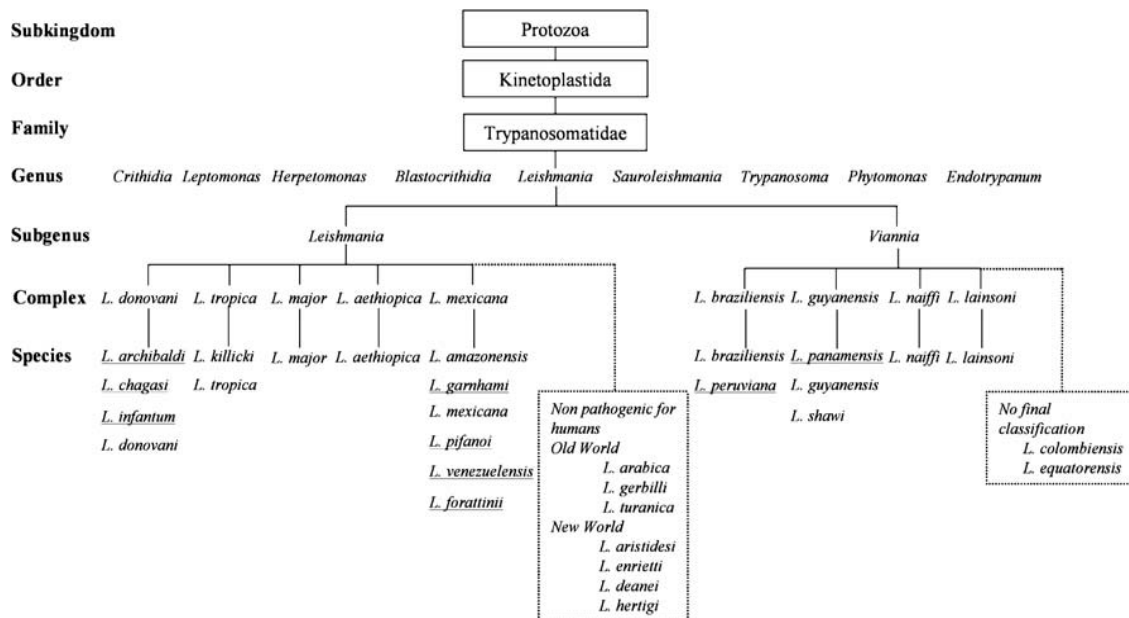 Subkingdom Protozoa
Order Kinetoplastida
Family Trypanosomatidae
Genus Crithidia Leptomonas Herpetomonas Blastocrithidia Leishmania Sauroleishmania Trypanosoma Phytomonas Endotrypanum
Subgenus Leishmania Viannia
Complex L. donovani L. tropica L. major L. aethiopica L. mexicana L. braziliensis L. guyanensis L. naiffi L. lainsoni
Species L. archibaldi L. killicki L. major L. aethiopica L. amazonensis L. braziliensis L. panamensis L. naiffi L. lainsoni
L. chagasi L. tropica L. garnhami L. peruviana L. guyanensis
L. infantum L. mexicana L. shawi
L. donovani L. pifanoi
L. venezuelensis
L. forattinii
Non pathogenic for
humans
Old World
L. arabica
L. gerbilli
L. turanica
New World
L. aristidesi
L. enrietti
L. deanei
L. hertigi
No final
classification
L. colombiensis
L. equatorensis